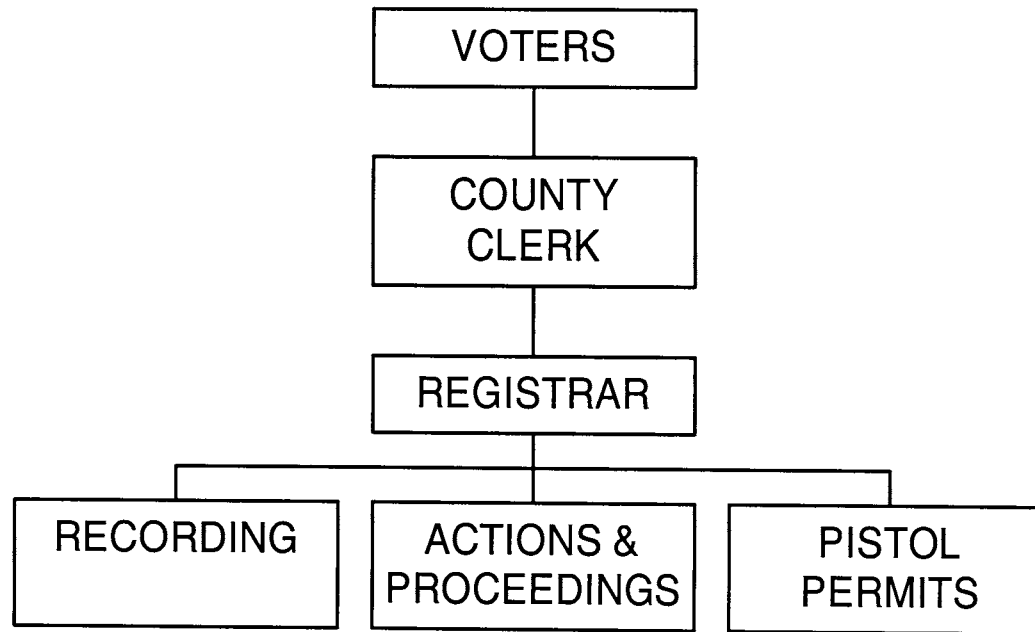 VOTERS
COUNTY
CLERK
REGISTRAR
RECORDING
ACTIONS &
PROCEEDINGS
PISTOL
PERMITS